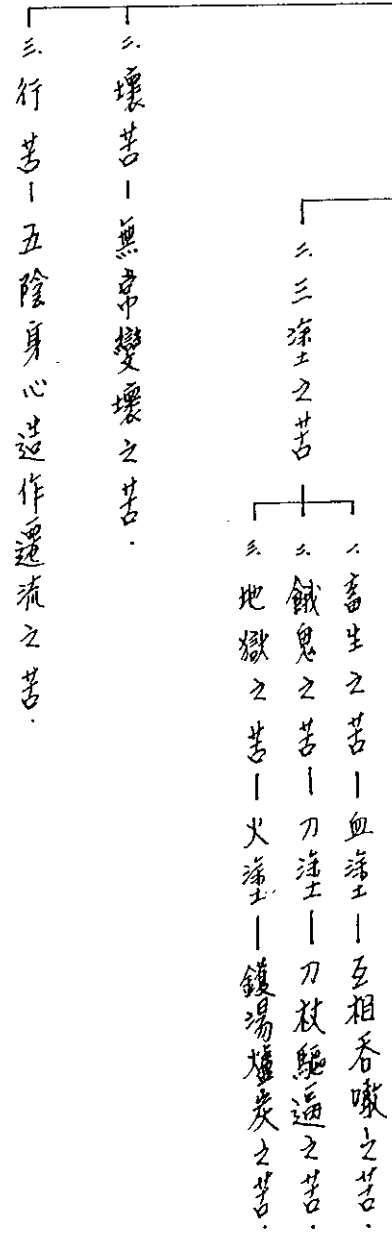 二.三塗之苦
一.畜生之苦—血塗—互相吞噉之苦.
二.餓鬼之苦—刀塗—刀杖驅逼之苦.
三.地獄之苦—火塗—鑊湯爐炭之苦.
二.壞苦—無常變壞之苦.
三.行苦—五陰身心造作遷流之苦.